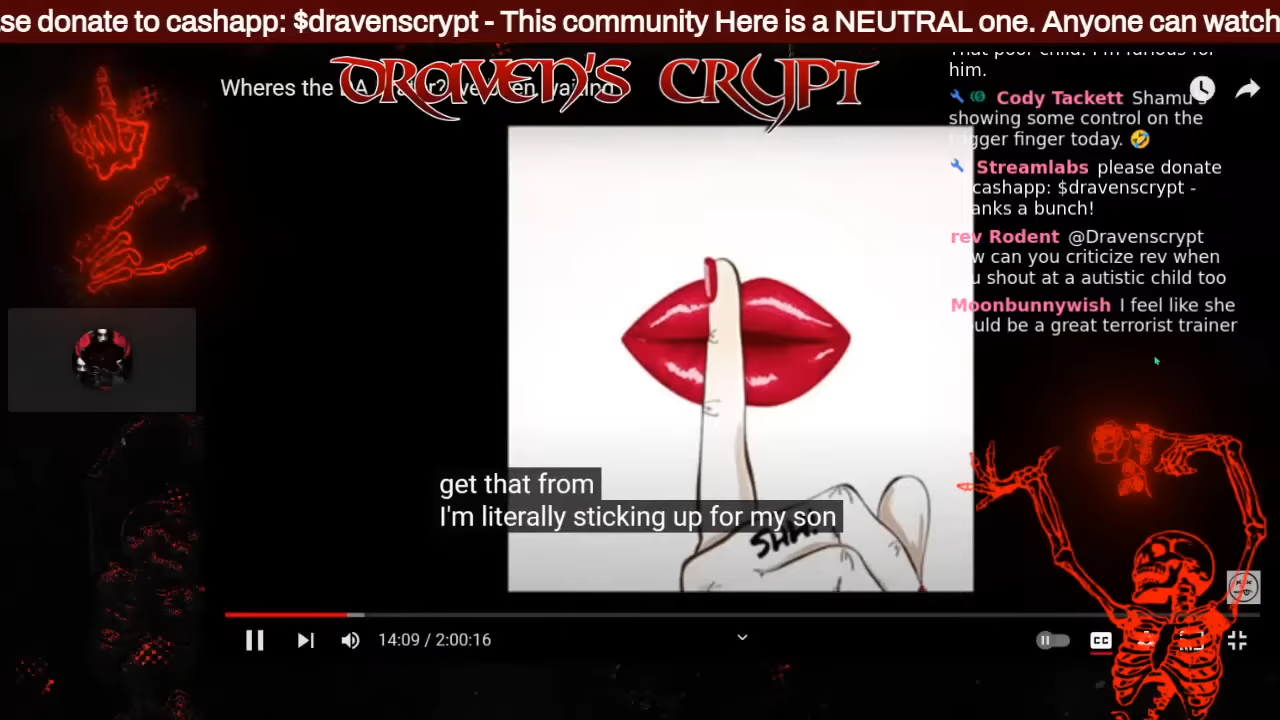 se donate to cashapp: $dravenscrypt - This community Here is a NEUTRAL one. Anyone can watch
DRAVEN'S CRYPT
Wheres the
him.
Cody Tackett Shamu's
showing some control on the
finger today. 🤣
Streamlabs please donate
cashapp: $dravenscrypt -
a bunch!
rev Rodent @Dravenscrypt
can you criticize rev when
shout at a autistic child too
Moonbunnywish I feel like she
be a great terrorist trainer
get that from
I'm literally sticking up for my son
SHH!
14:09 / 2:00:16
CC